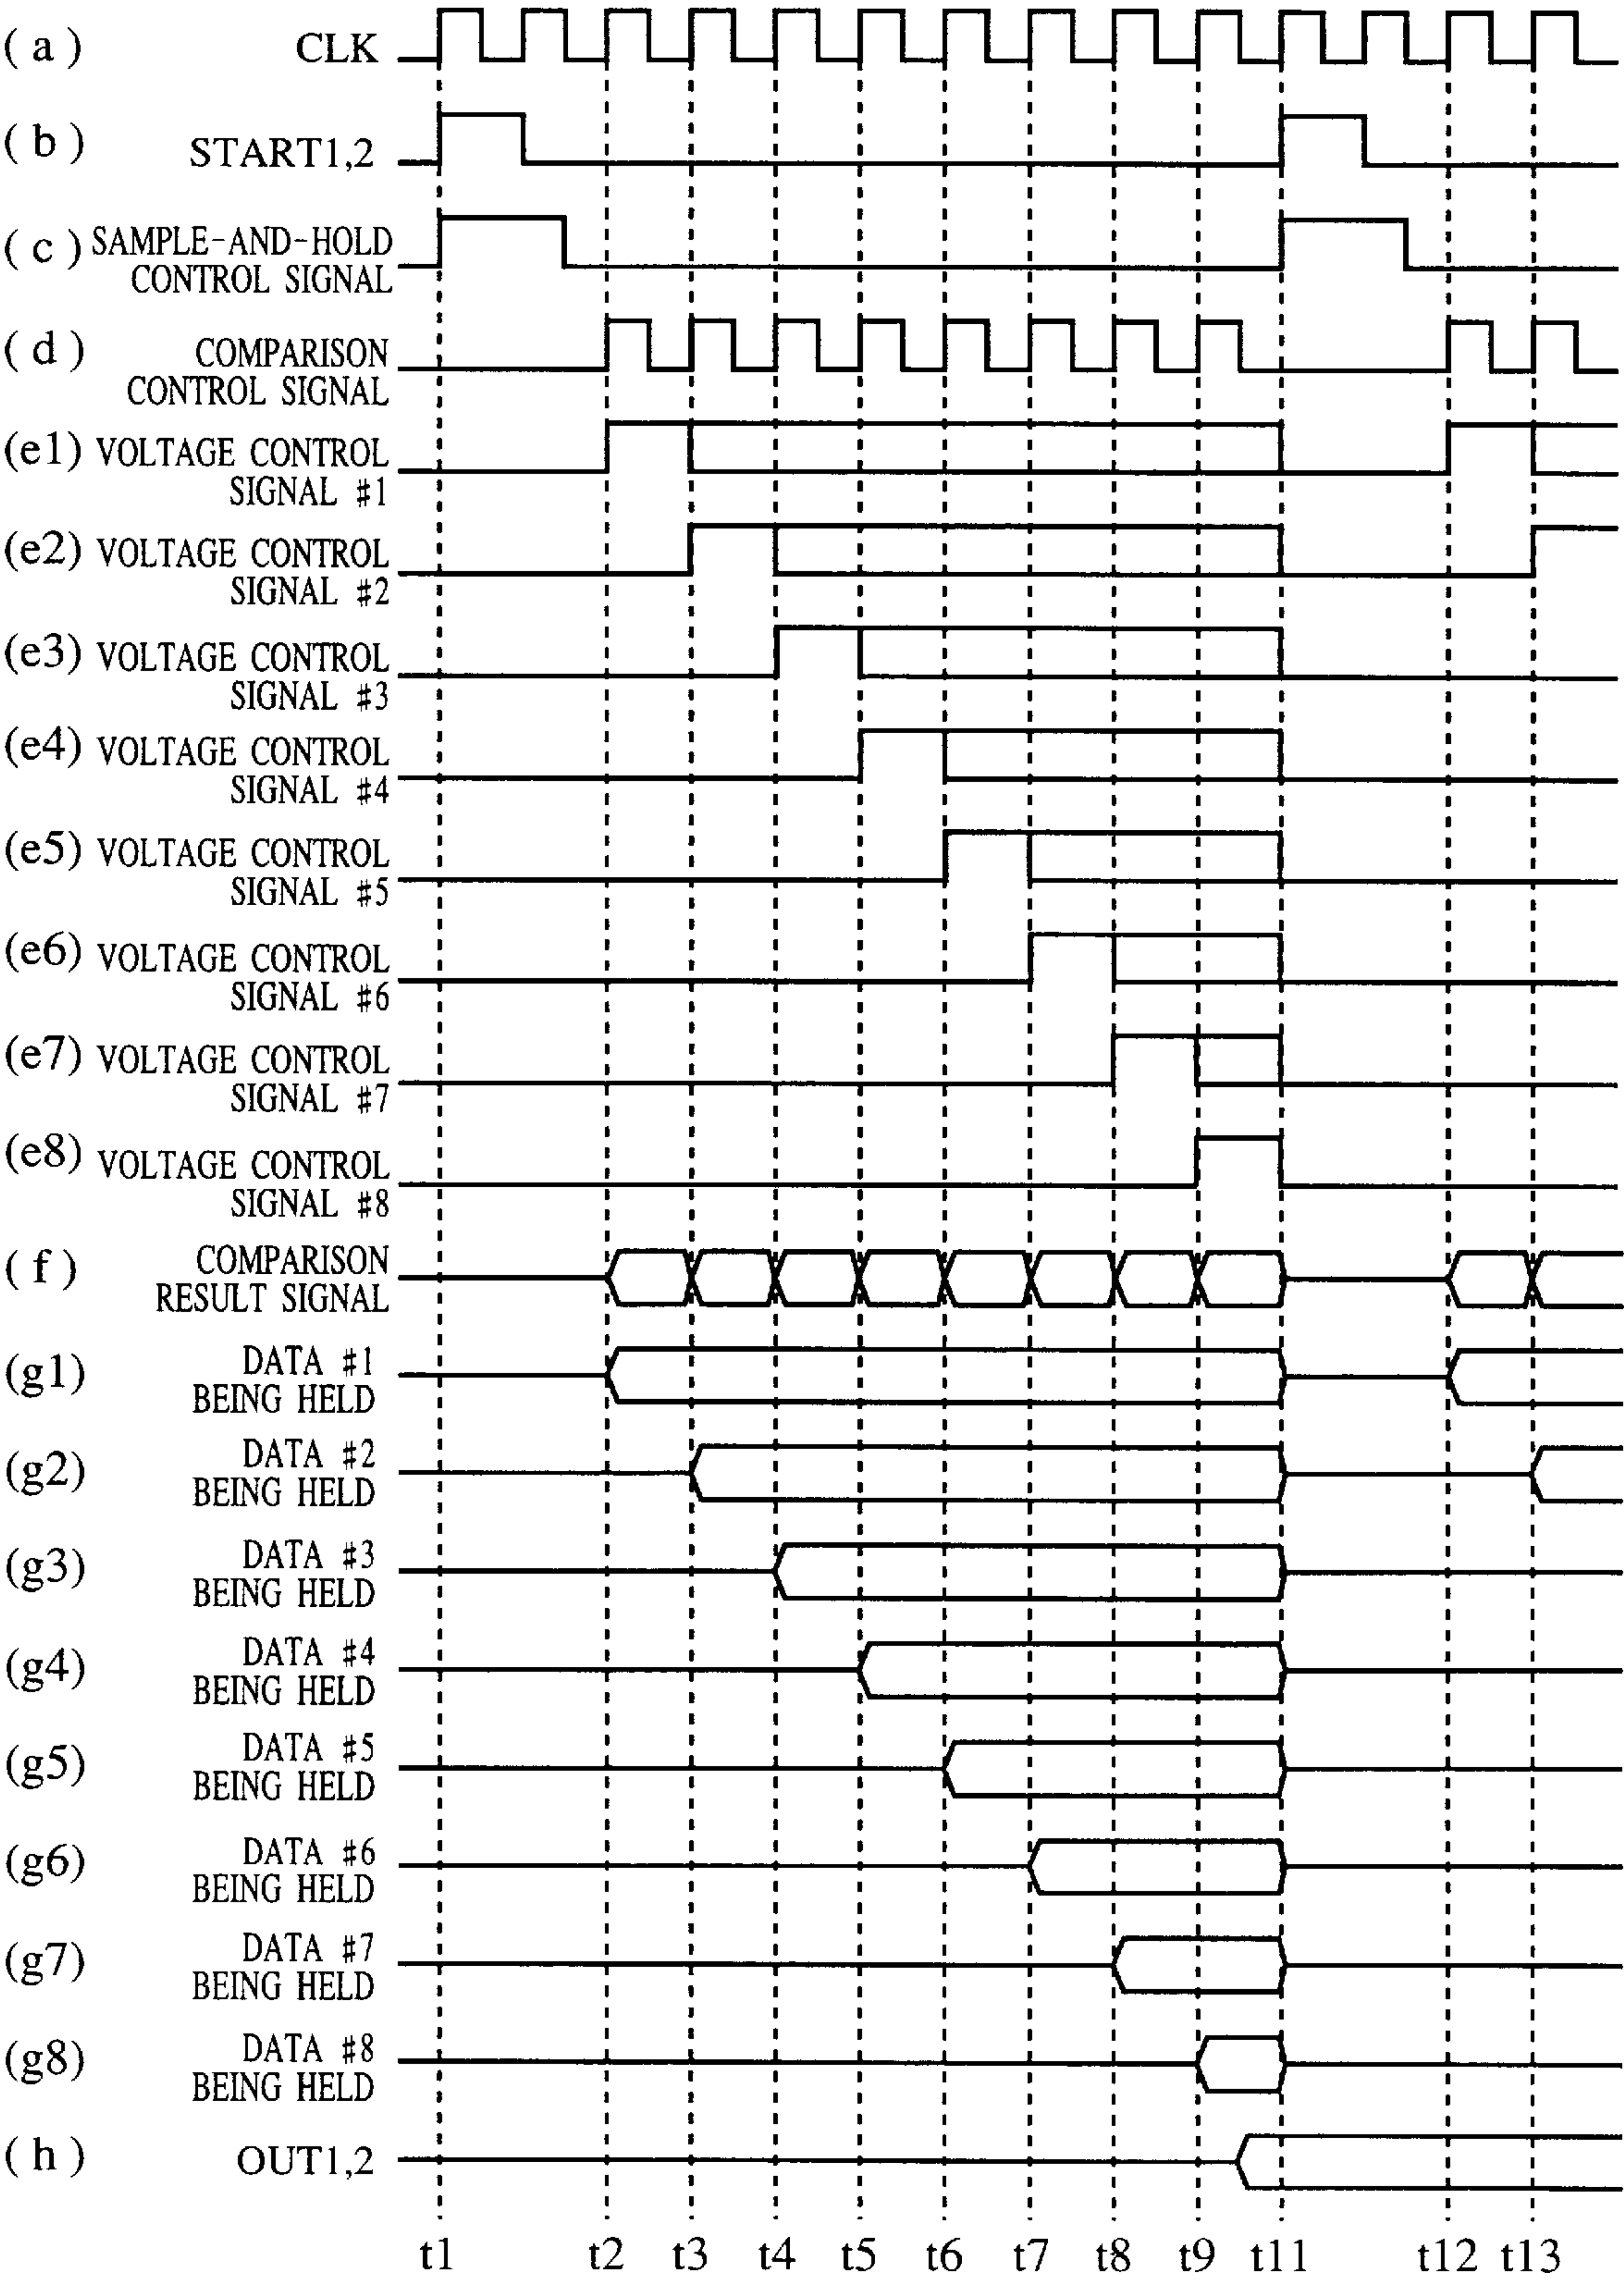 (a) CLK
(b) START1,2
(c) SAMPLE-AND-HOLD
CONTROL SIGNAL
(d) COMPARISON
CONTROL SIGNAL
(e1) VOLTAGE CONTROL
SIGNAL #1
(e2) VOLTAGE CONTROL
SIGNAL #2
(e3) VOLTAGE CONTROL
SIGNAL #3
(e4) VOLTAGE CONTROL
SIGNAL #4
(e5) VOLTAGE CONTROL
SIGNAL #5
(e6) VOLTAGE CONTROL
SIGNAL #6
(e7) VOLTAGE CONTROL
SIGNAL #7
(e8) VOLTAGE CONTROL
SIGNAL #8
(f) COMPARISON
RESULT SIGNAL
(g1) DATA #1
BEING HELD
(g2) DATA #2
BEING HELD
(g3) DATA #3
BEING HELD
(g4) DATA #4
BEING HELD
(g5) DATA #5
BEING HELD
(g6) DATA #6
BEING HELD
(g7) DATA #7
BEING HELD
(g8) DATA #8
BEING HELD
(h) OUT1,2
t1 t2 t3 t4 t5 t6 t7 t8 t9 t11 t12 t13